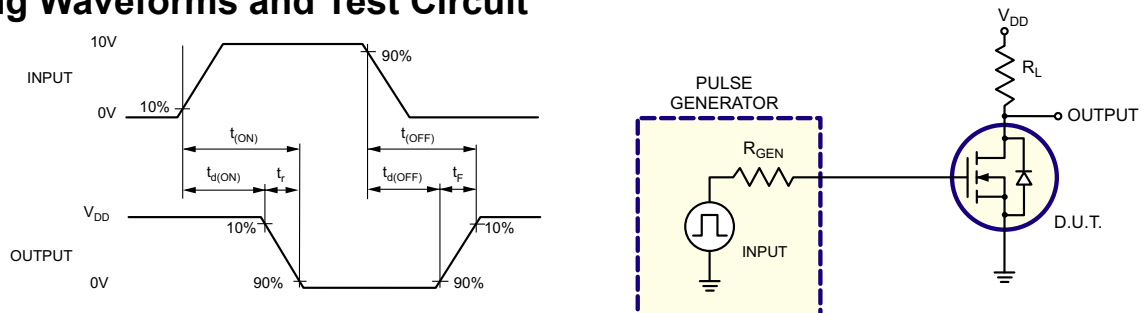 ng Waveforms and Test Circuit
10V
INPUT
0V
10%
90%
t(ON)
t(OFF)
td(ON)
tr
td(OFF)
tF
VDD
OUTPUT
0V
10%
90%
10%
90%
PULSE
GENERATOR
RGEN
INPUT
VDD
RL
OUTPUT
D.U.T.